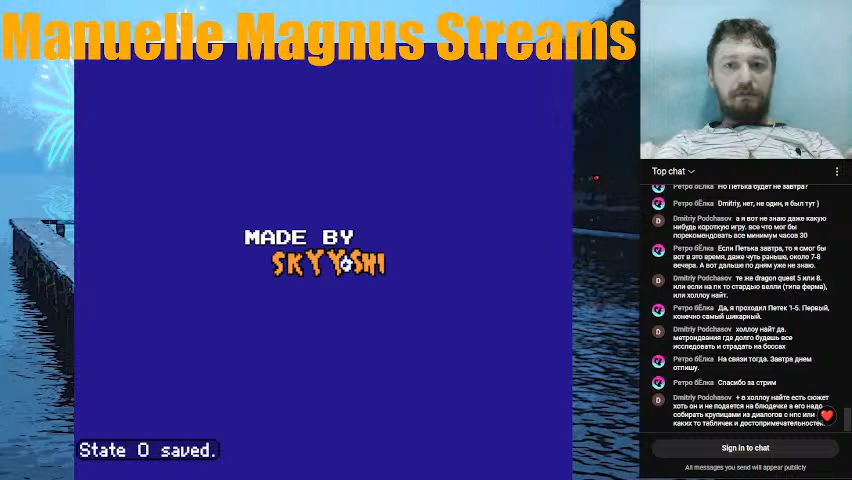 Manuelle Magnus Streams
MADE BY
SKYYOSHI
State 0 saved.
Top chat
Ретро бЁлка Но Петька будет не завтра?
Ретро бЁлка Dmitriy, нет, не один, я был тут )
Dmitriy Podchasov а я вот не знаю даже какую
нибудь короткую игру. все что мог бы
порекомендовать все минимум часов 30
Ретро бЁлка Если Петька завтра, то я смог бы
вот в это время, даже чуть раньше, около 7-8
вечера. А вот дальше по дням уже не знаю.
Dmitriy Podchasov те же dragon quest 5 или 8.
или если на пк то стардью велли (типа ферма),
или холлоу найт.
Ретро бЁлка Да, я проходил Петек 1-5. Первый,
конечно самый шикарный.
Dmitriy Podchasov холлоу найт да.
метроидвания где долго будешь все
исследовать и страдать на боссах
Ретро бЁлка На связи тогда. Завтра днем
отпишу.
Ретро бЁлка Спасибо за стрим
Dmitriy Podchasov + в холлоу найте есть сюжет
хоть он и не подается на блюдечке а его надо
собирать крупицами из диалогов с нпс или
каких то табличек и достопримечательностей.
Sign in to chat
All messages you send will appear publicly